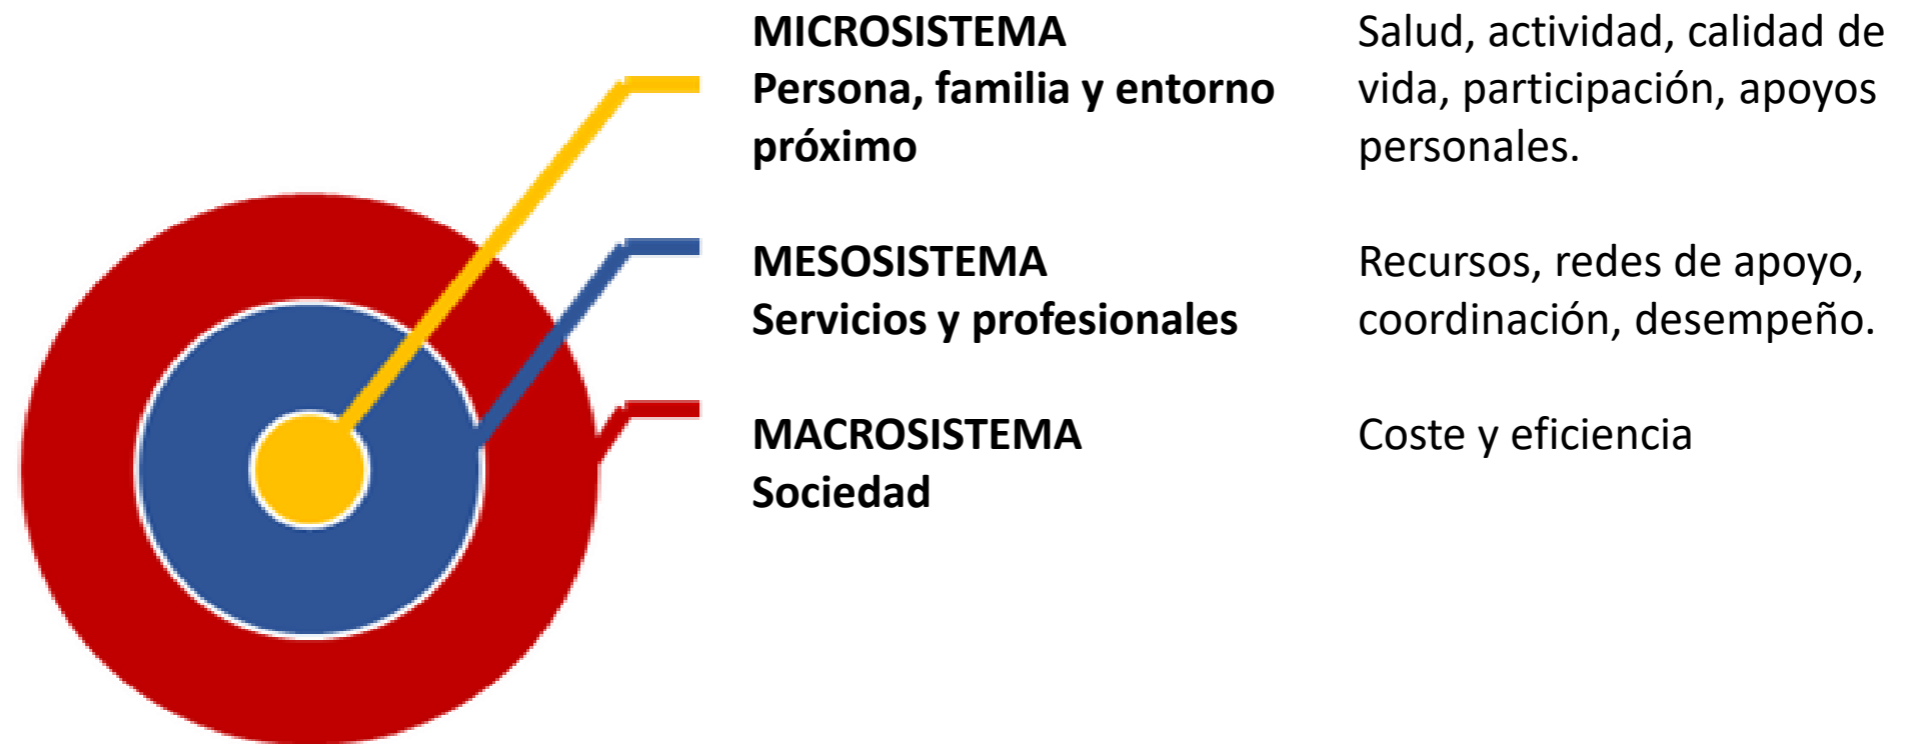 MICROSISTEMA
Persona, familia y entorno
próximo
Salud, actividad, calidad de
vida, participación, apoyos
personales.
MESOSISTEMA
Servicios y profesionales
Recursos, redes de apoyo,
coordinación, desempeño.
MACROSISTEMA
Sociedad
Coste y eficiencia